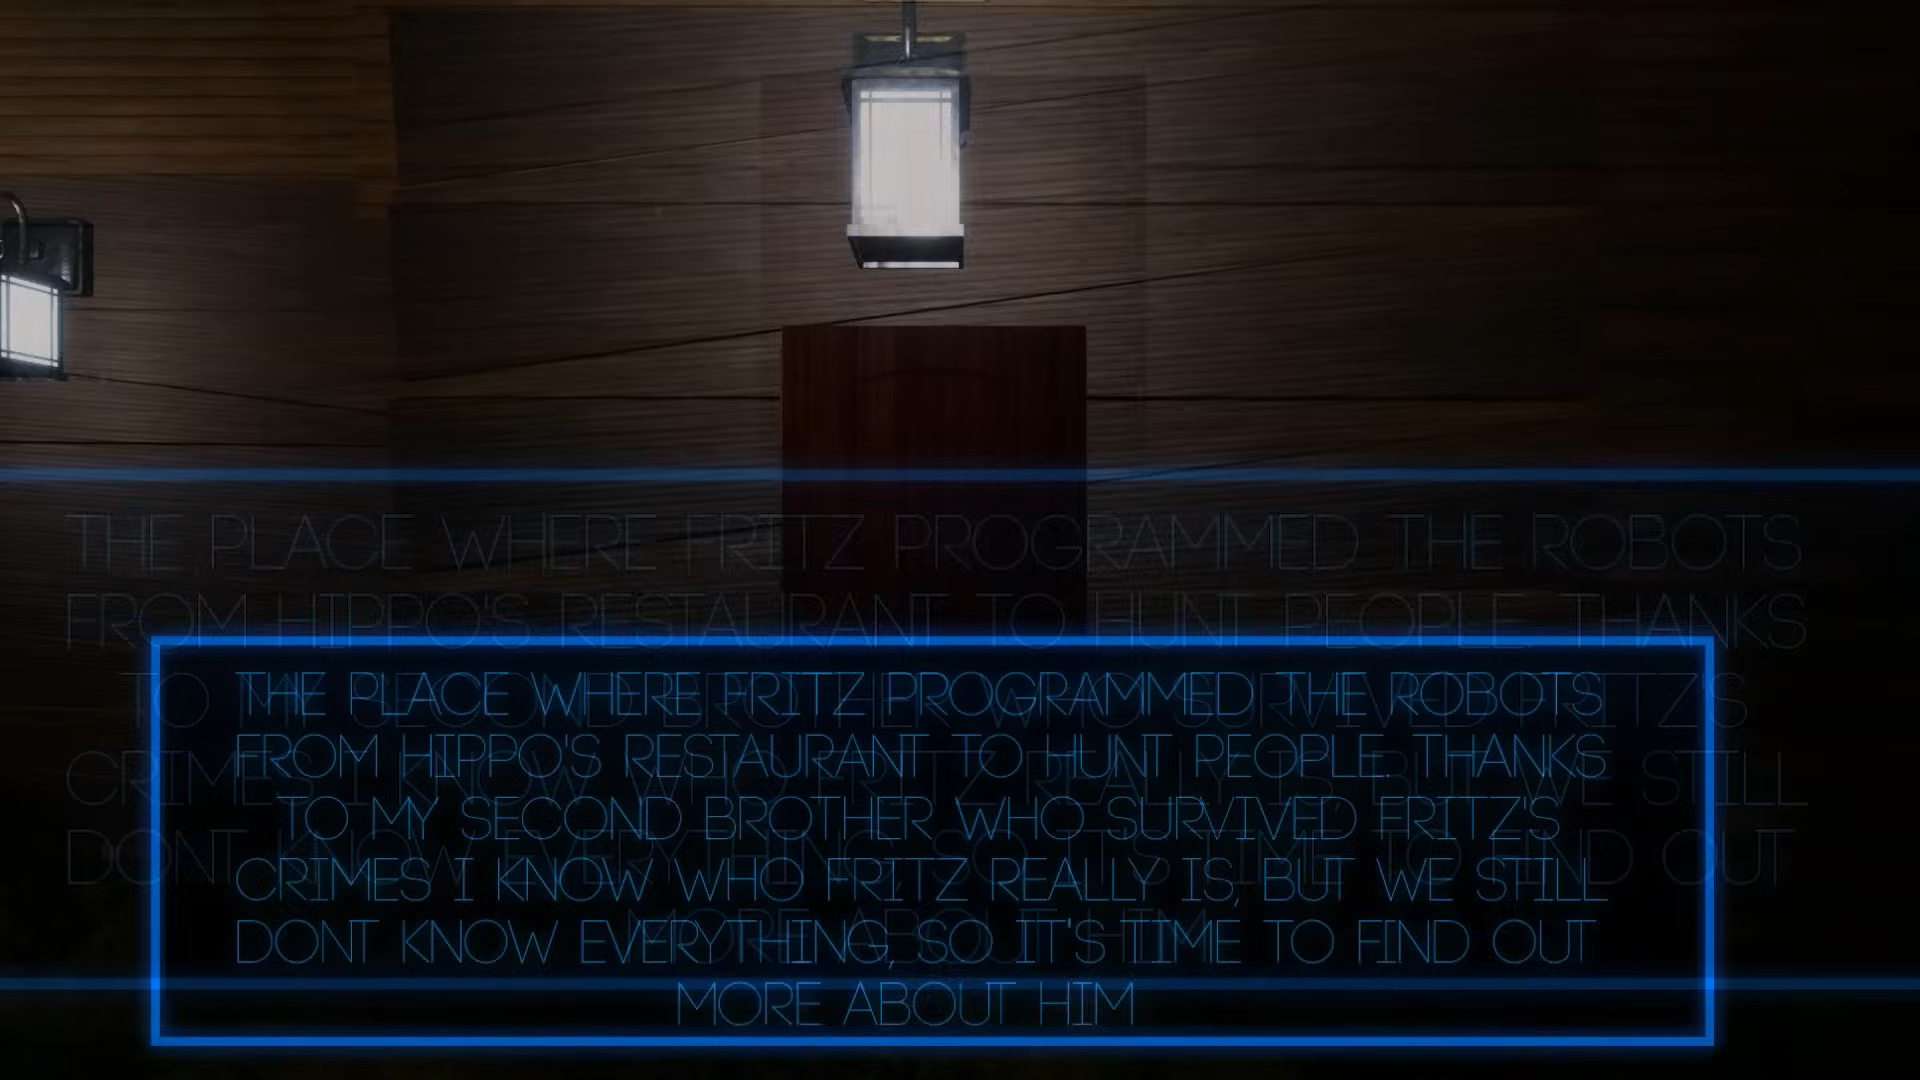 THE PLACE WHERE FRITZ PROGRAMMED THE ROBOTS
FROM HIPPO'S RESTAURANT TO HUNT PEOPLE. THANKS
TO MY SECOND BROTHER WHO SURVIVED FRITZ'S
CRIMES I KNOW WHO FRITZ REALLY IS, BUT WE STILL
DONT KNOW EVERYTHING, SO IT'S TIME TO FIND OUT
MORE ABOUT HIM